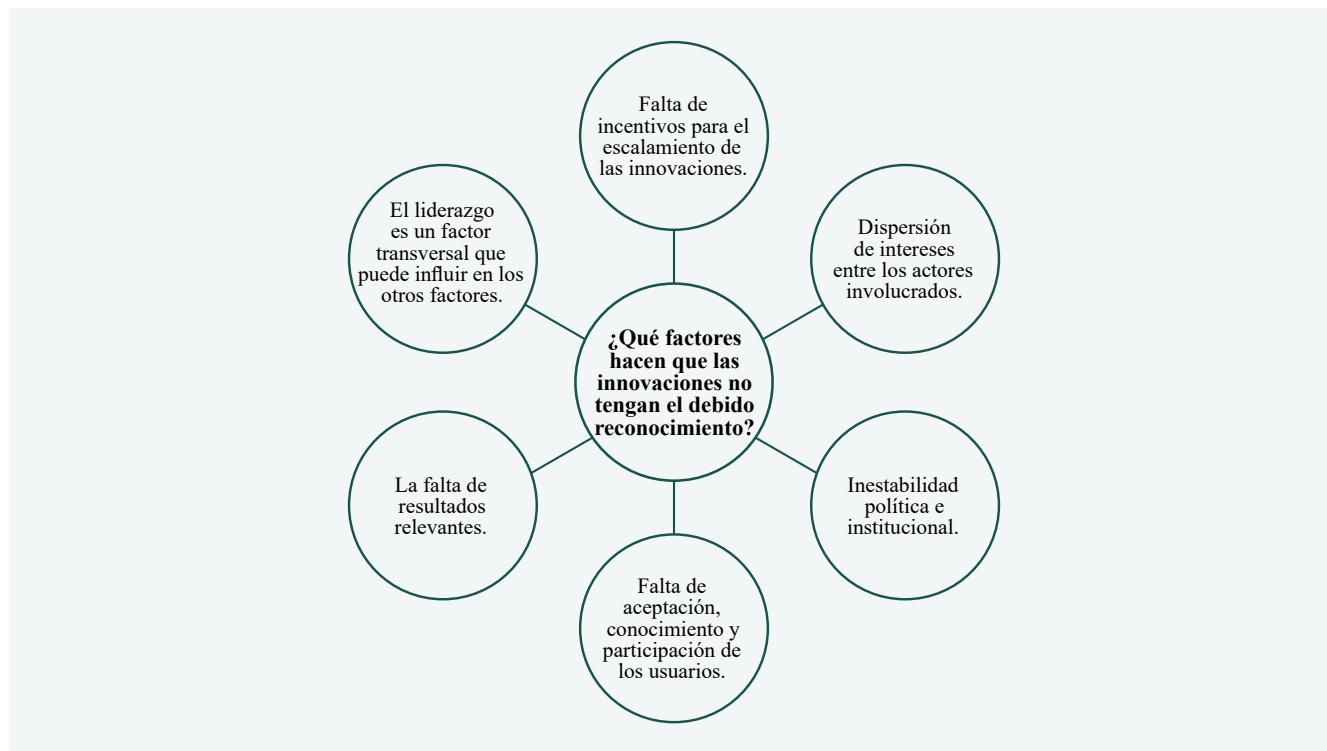 Falta de
incentivos para el
escalamiento de
las innovaciones.
Dispersión
de intereses
entre los actores
involucrados.
Inestabilidad
política e
institucional.
Falta de
aceptación,
conocimiento y
participación de
los usuarios.
La falta de
resultados
relevantes.
El liderazgo
es un factor
transversal que
puede influir en los
otros factores.
¿Qué factores
hacen que las
innovaciones no
tengan el debido
reconocimiento?